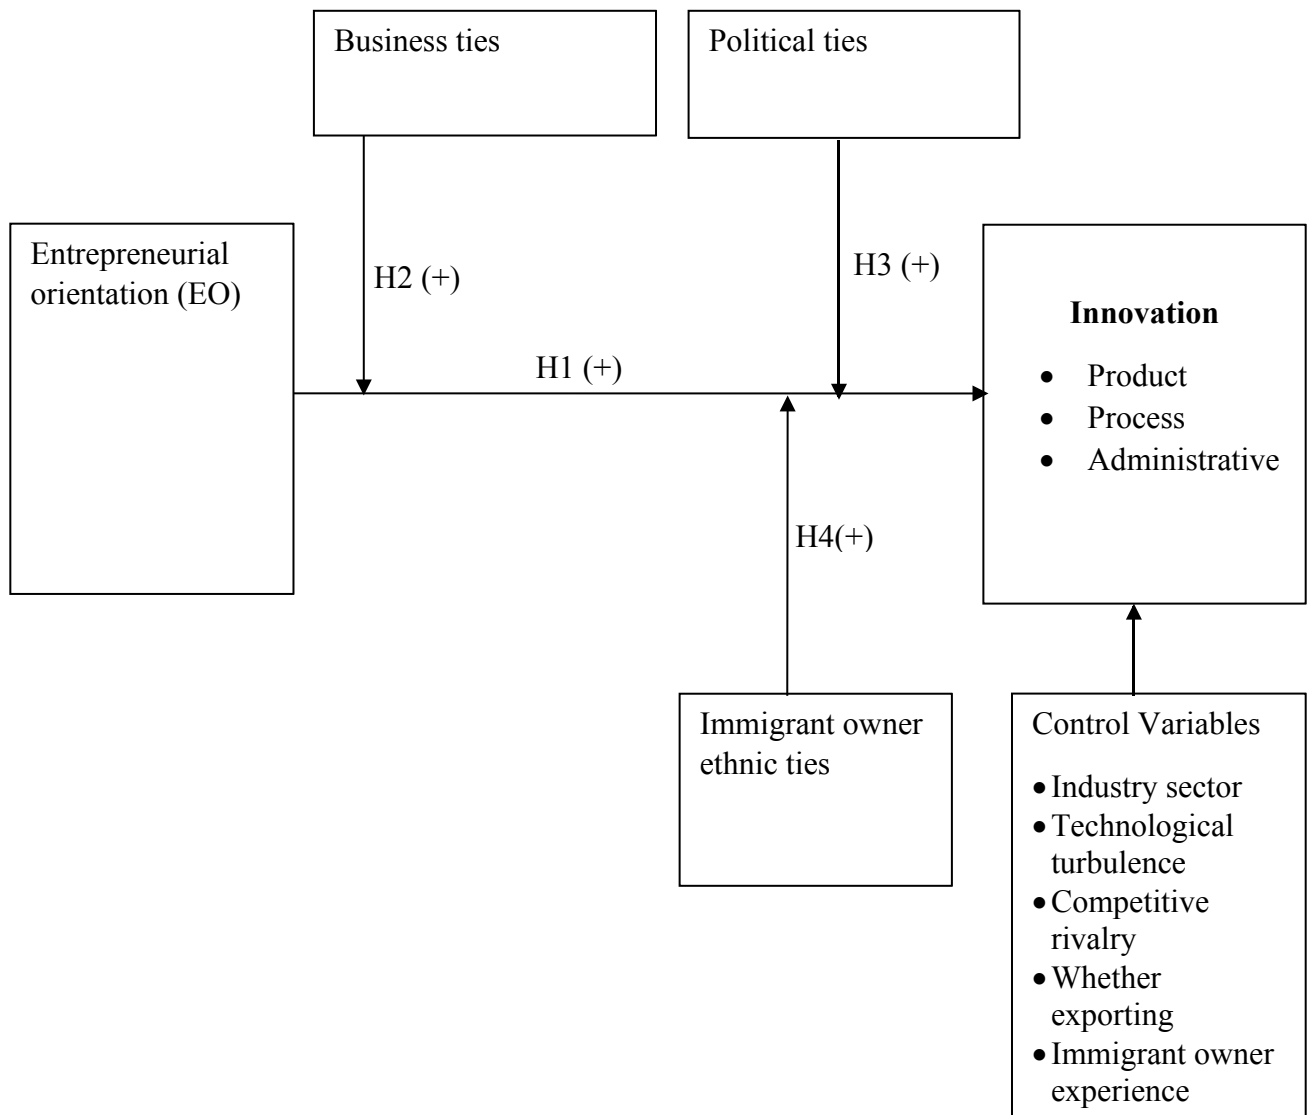 Business ties
Political ties
Entrepreneurial
orientation (EO)
H2 (+)
H3 (+)
H1 (+)
Innovation
• Product
• Process
• Administrative
H4(+)
Immigrant owner
ethnic ties
Control Variables
• Industry sector
• Technological
turbulence
• Competitive
rivalry
• Whether
exporting
• Immigrant owner
experience